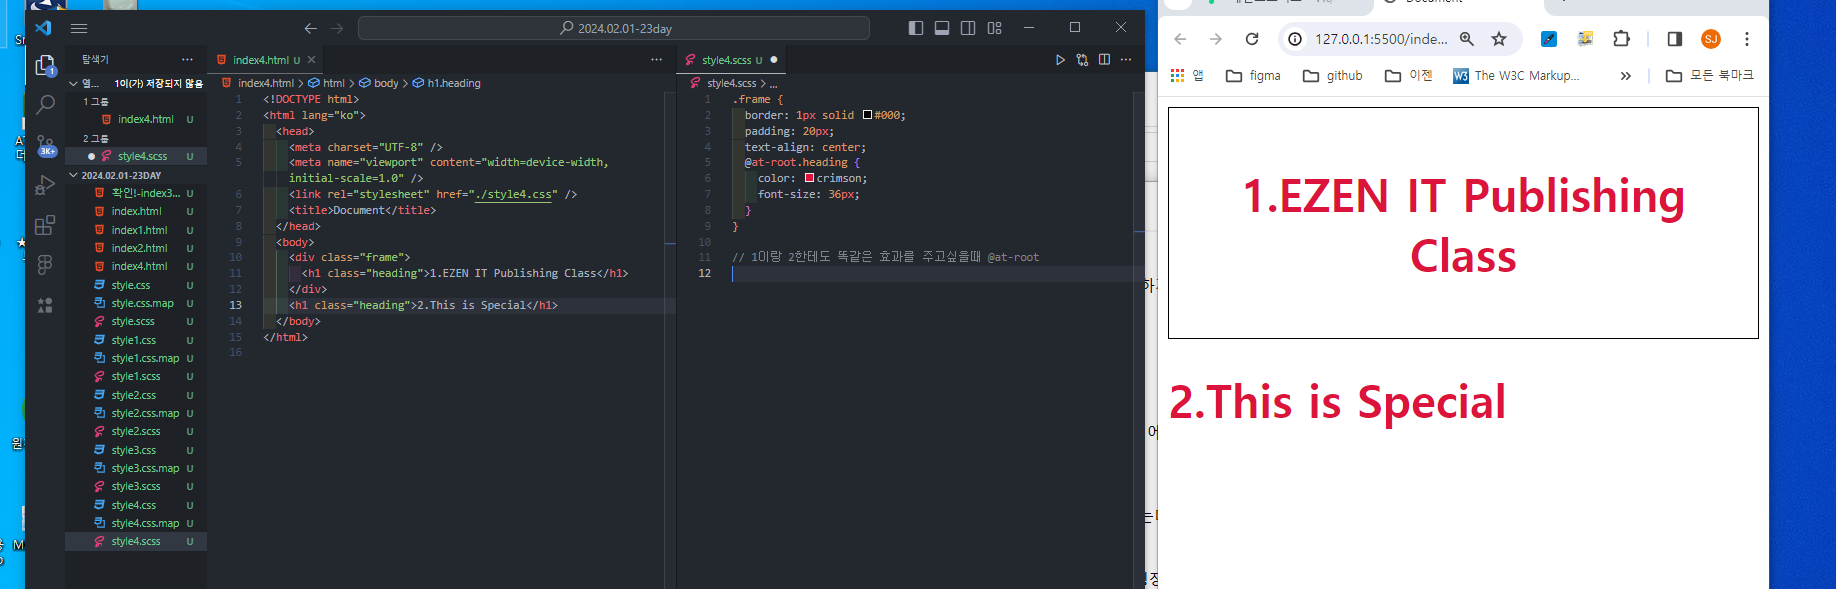 2024.02.01-23day
탐색기
열... 1이(가) 저장되지 않음
1 그룹
index4.html U
2 그룹
style4.scss U
2024.02.01-23DAY
확인!-index3... U
index.html U
index1.html U
index2.html U
index4.html U
style.css U
style.css.map U
style.scss U
style1.css U
style1.css.map U
style1.scss U
style2.css U
style2.css.map U
style2.scss U
style3.css U
style3.css.map U
style3.scss U
style4.css U
style4.css.map U
style4.scss U
1
3K+
index4.html U
index4.html > html > body > h1.heading
1 <!DOCTYPE html>
2 <html lang="ko">
3 <head>
4 <meta charset="UTF-8" />
5 <meta name="viewport" content="width=device-width,
initial-scale=1.0" />
6 <link rel="stylesheet" href="./style4.css" />
7 <title>Document</title>
8 </head>
9 <body>
10 <div class="frame">
11 <h1 class="heading">1.EZEN IT Publishing Class</h1>
12 </div>
13 <h1 class="heading">2.This is Special</h1>
14 </body>
15 </html>
16
style4.scss U
style4.scss > ...
1 .frame {
2 border: 1px solid #000;
3 padding: 20px;
4 text-align: center;
5 @at-root.heading {
6 color: crimson;
7 font-size: 36px;
8 }
9 }
10
11 // 1이랑 2한테도 똑같은 효과를 주고싶을때 @at-root
12
127.0.0.1:5500/inde...
SJ
앱 figma github 이젠 W3 The W3C Markup... » 모든 북마크
1.EZEN IT Publishing
Class
2.This is Special